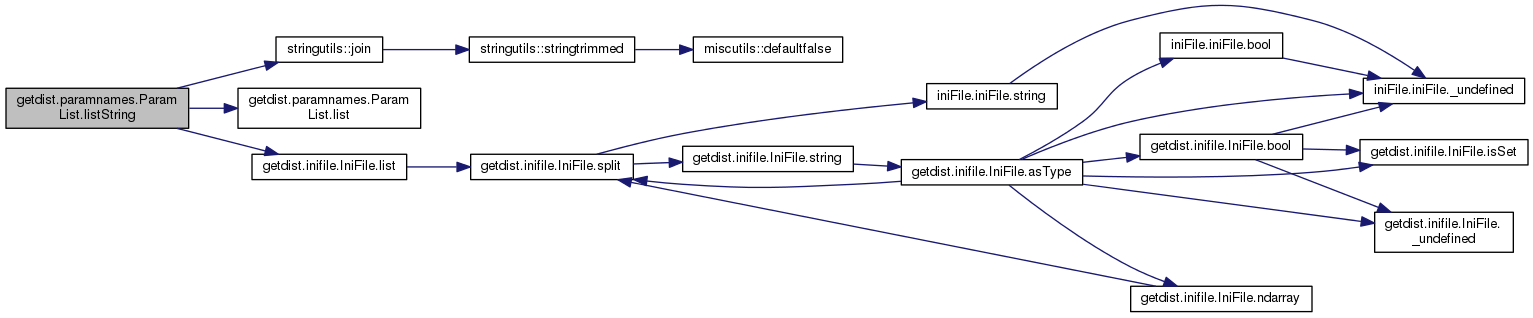 getdist.paramnames.Param
List.listString
stringutils::join
stringutils::stringtrimmed
miscutils::defaultfalse
getdist.paramnames.Param
List.list
getdist.inifile.IniFile.list
getdist.inifile.IniFile.split
iniFile.iniFile.string
getdist.inifile.IniFile.string
getdist.inifile.IniFile.asType
iniFile.iniFile.bool
getdist.inifile.IniFile.bool
getdist.inifile.IniFile.ndarray
iniFile.iniFile._undefined
getdist.inifile.IniFile.isSet
getdist.inifile.IniFile.
_undefined